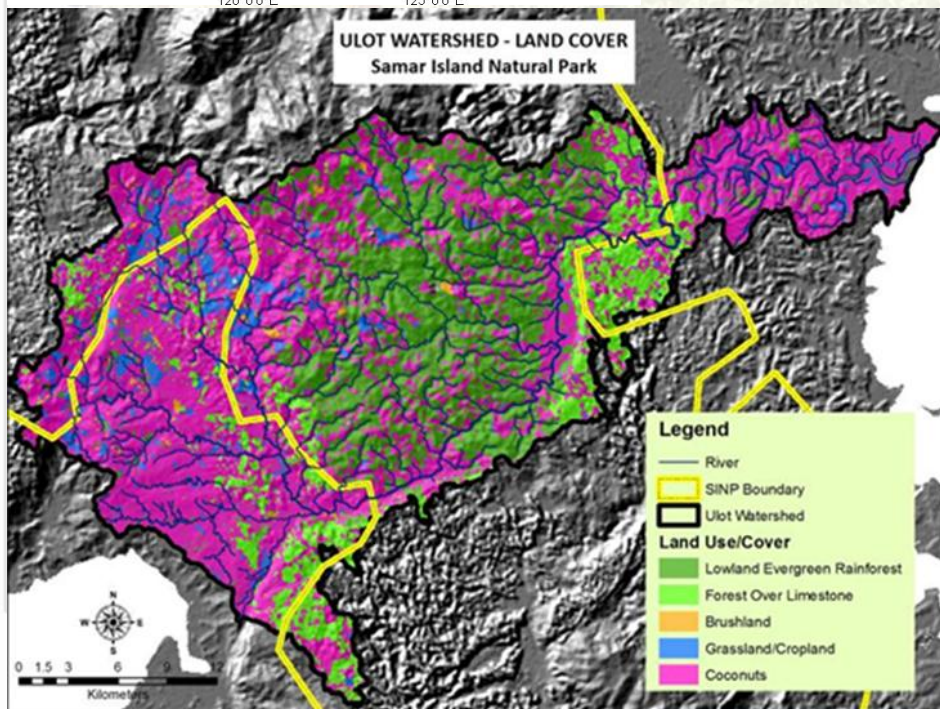 ULOT WATERSHED - LAND COVER
Samar Island Natural Park
Legend
River
SINP Boundary
Ulot Watershed
Land Use/Cover
Lowland Evergreen Rainforest
Forest Over Limestone
Brushland
Grassland/Cropland
Coconuts
N
W E
S
0 1.5 3 6 9 12
Kilometers